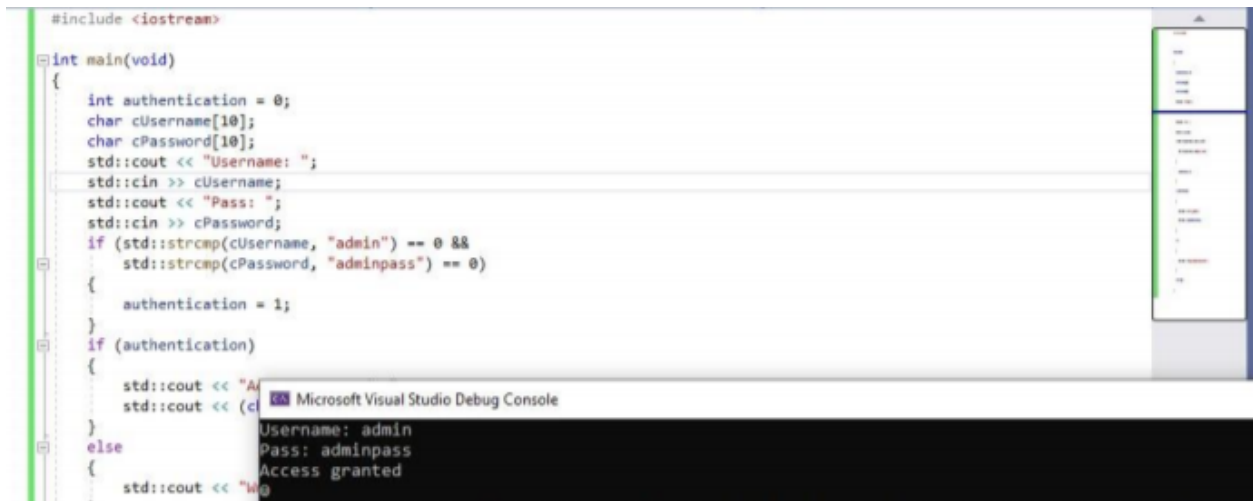 #include <iostream>
int main(void)
{
int authentication = 0;
char cUsername[10];
char cPassword[10];
std::cout << "Username: ";
std::cin >> cUsername;
std::cout << "Pass: ";
std::cin >> cPassword;
if (std::strcmp(cUsername, "admin") == 0 &&
std::strcmp(cPassword, "adminpass") == 0)
{
authentication = 1;
}
if (authentication)
{
std::cout << "A
std::cout << (c
}
else
{
std::cout << "W
Microsoft Visual Studio Debug Console
Username: admin
Pass: adminpass
Access granted
0